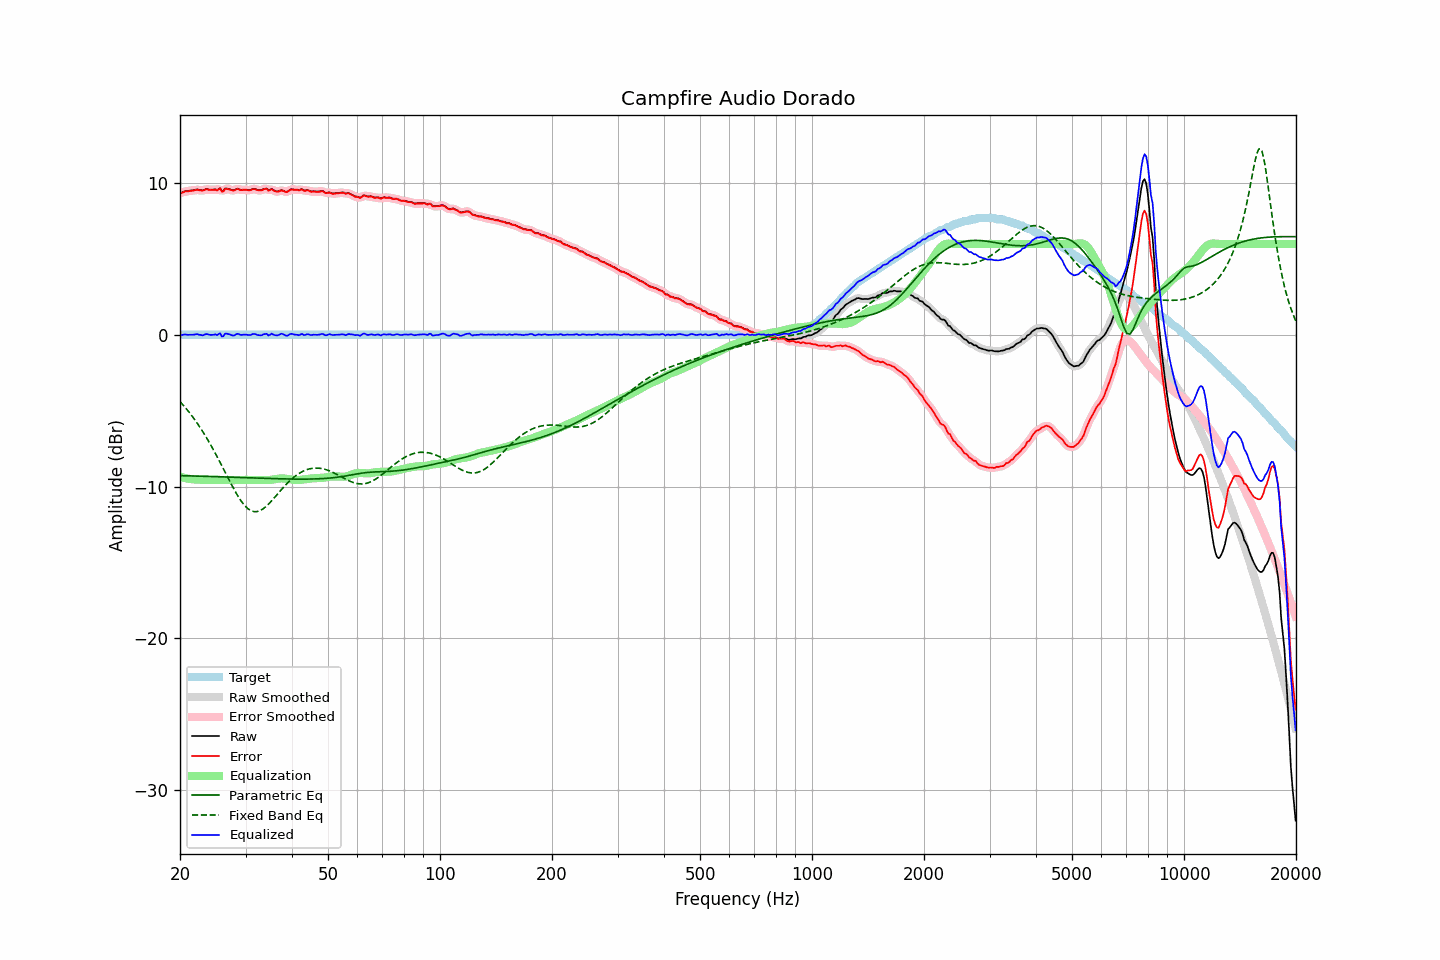 Campfire Audio Dorado
Amplitude (dBr)
10
0
−10
−20
−30
Target
Raw Smoothed
Error Smoothed
Raw
Error
Equalization
Parametric Eq
Fixed Band Eq
Equalized
20 50 100 200 500 1000 2000 5000 10000 20000
Frequency (Hz)